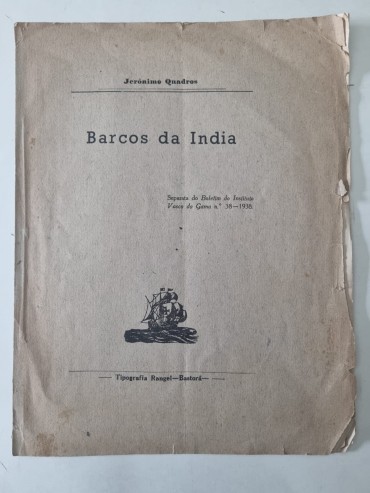 Jerónimo Quadros
Barcos da India
Separata do Boletim do Instituto
Vasco da Gama n.º 38—1938
— Tipografia Rangel—Bastorá—